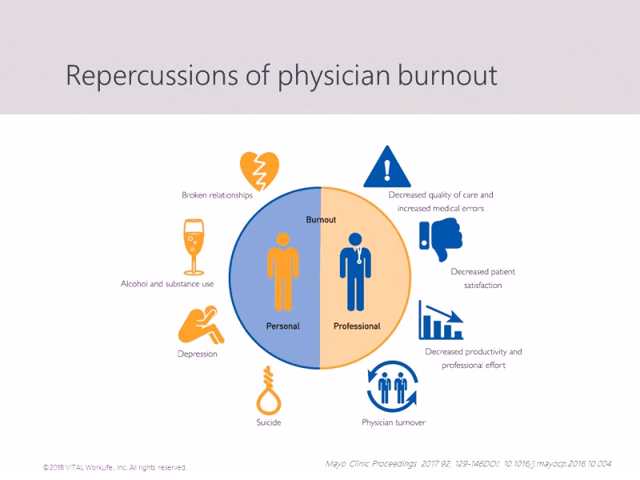 Repercussions of physician burnout
Broken relationships
Decreased quality of care and
increased medical errors
Burnout
Decreased patient
satisfaction
Alcohol and substance use
Personal
Professional
Depression
Decreased productivity and
professional effort
Suicide
Physician turnover
©2018 VITAL WorkLife, Inc. All rights reserved.
Mayo Clinic Proceedings 2017 92, 129-146DOI: 10.1016/j.mayocp.2016.10.004